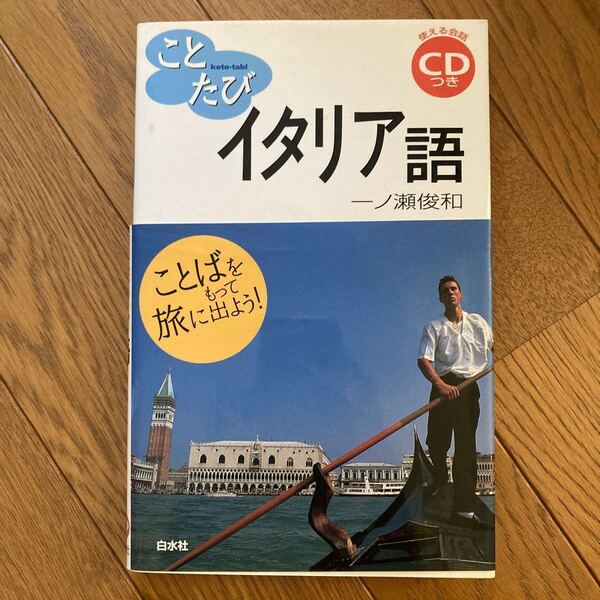 使える会話
CD
つき
こと
koto-tabi
たび
イタリア語
一ノ瀬俊和
ことばを
もって
旅に出よう!
白水社